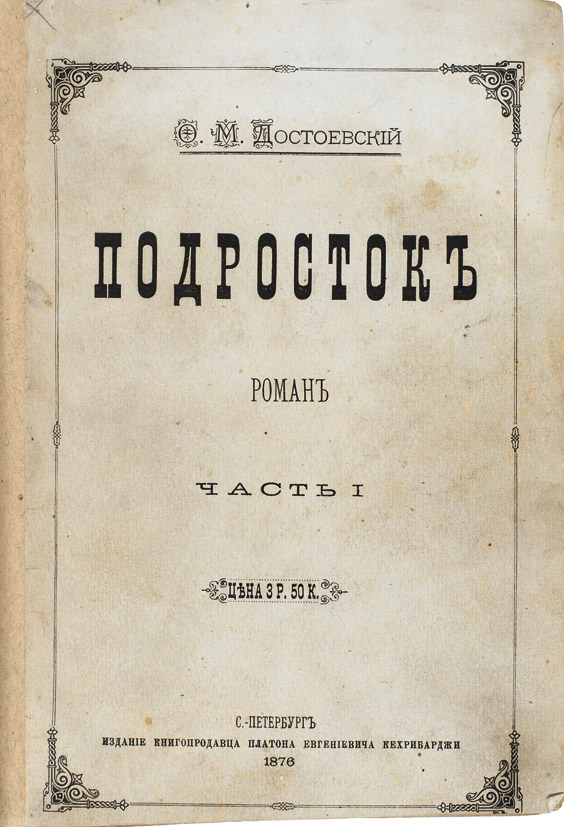 Ѳ. М. Достоевскій
ПОДРОСТОКЪ
РОМАНЪ
ЧАСТЬ I
ЦѢНА 3 Р. 50 К.
С.-ПЕТЕРБУРГЪ
ИЗДАНІЕ КНИГОПРОДАВЦА ПЛАТОНА ЕВГЕНІЕВИЧА КЕХРИБАРДЖИ
1876